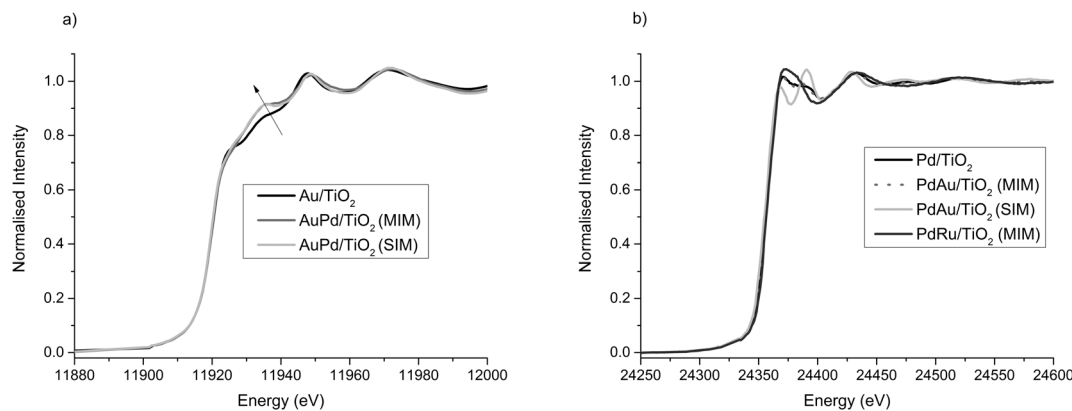 a)
Normalised Intensity
1.0
0.8
0.6
0.4
0.2
0.0
Au/TiO₂
AuPd/TiO₂ (MIM)
AuPd/TiO₂ (SIM)
11880 11900 11920 11940 11960 11980 12000
Energy (eV)
b)
Normalised Intensity
1.0
0.8
0.6
0.4
0.2
0.0
Pd/TiO₂
PdAu/TiO₂ (MIM)
PdAu/TiO₂ (SIM)
PdRu/TiO₂ (MIM)
24250 24300 24350 24400 24450 24500 24550 24600
Energy (eV)